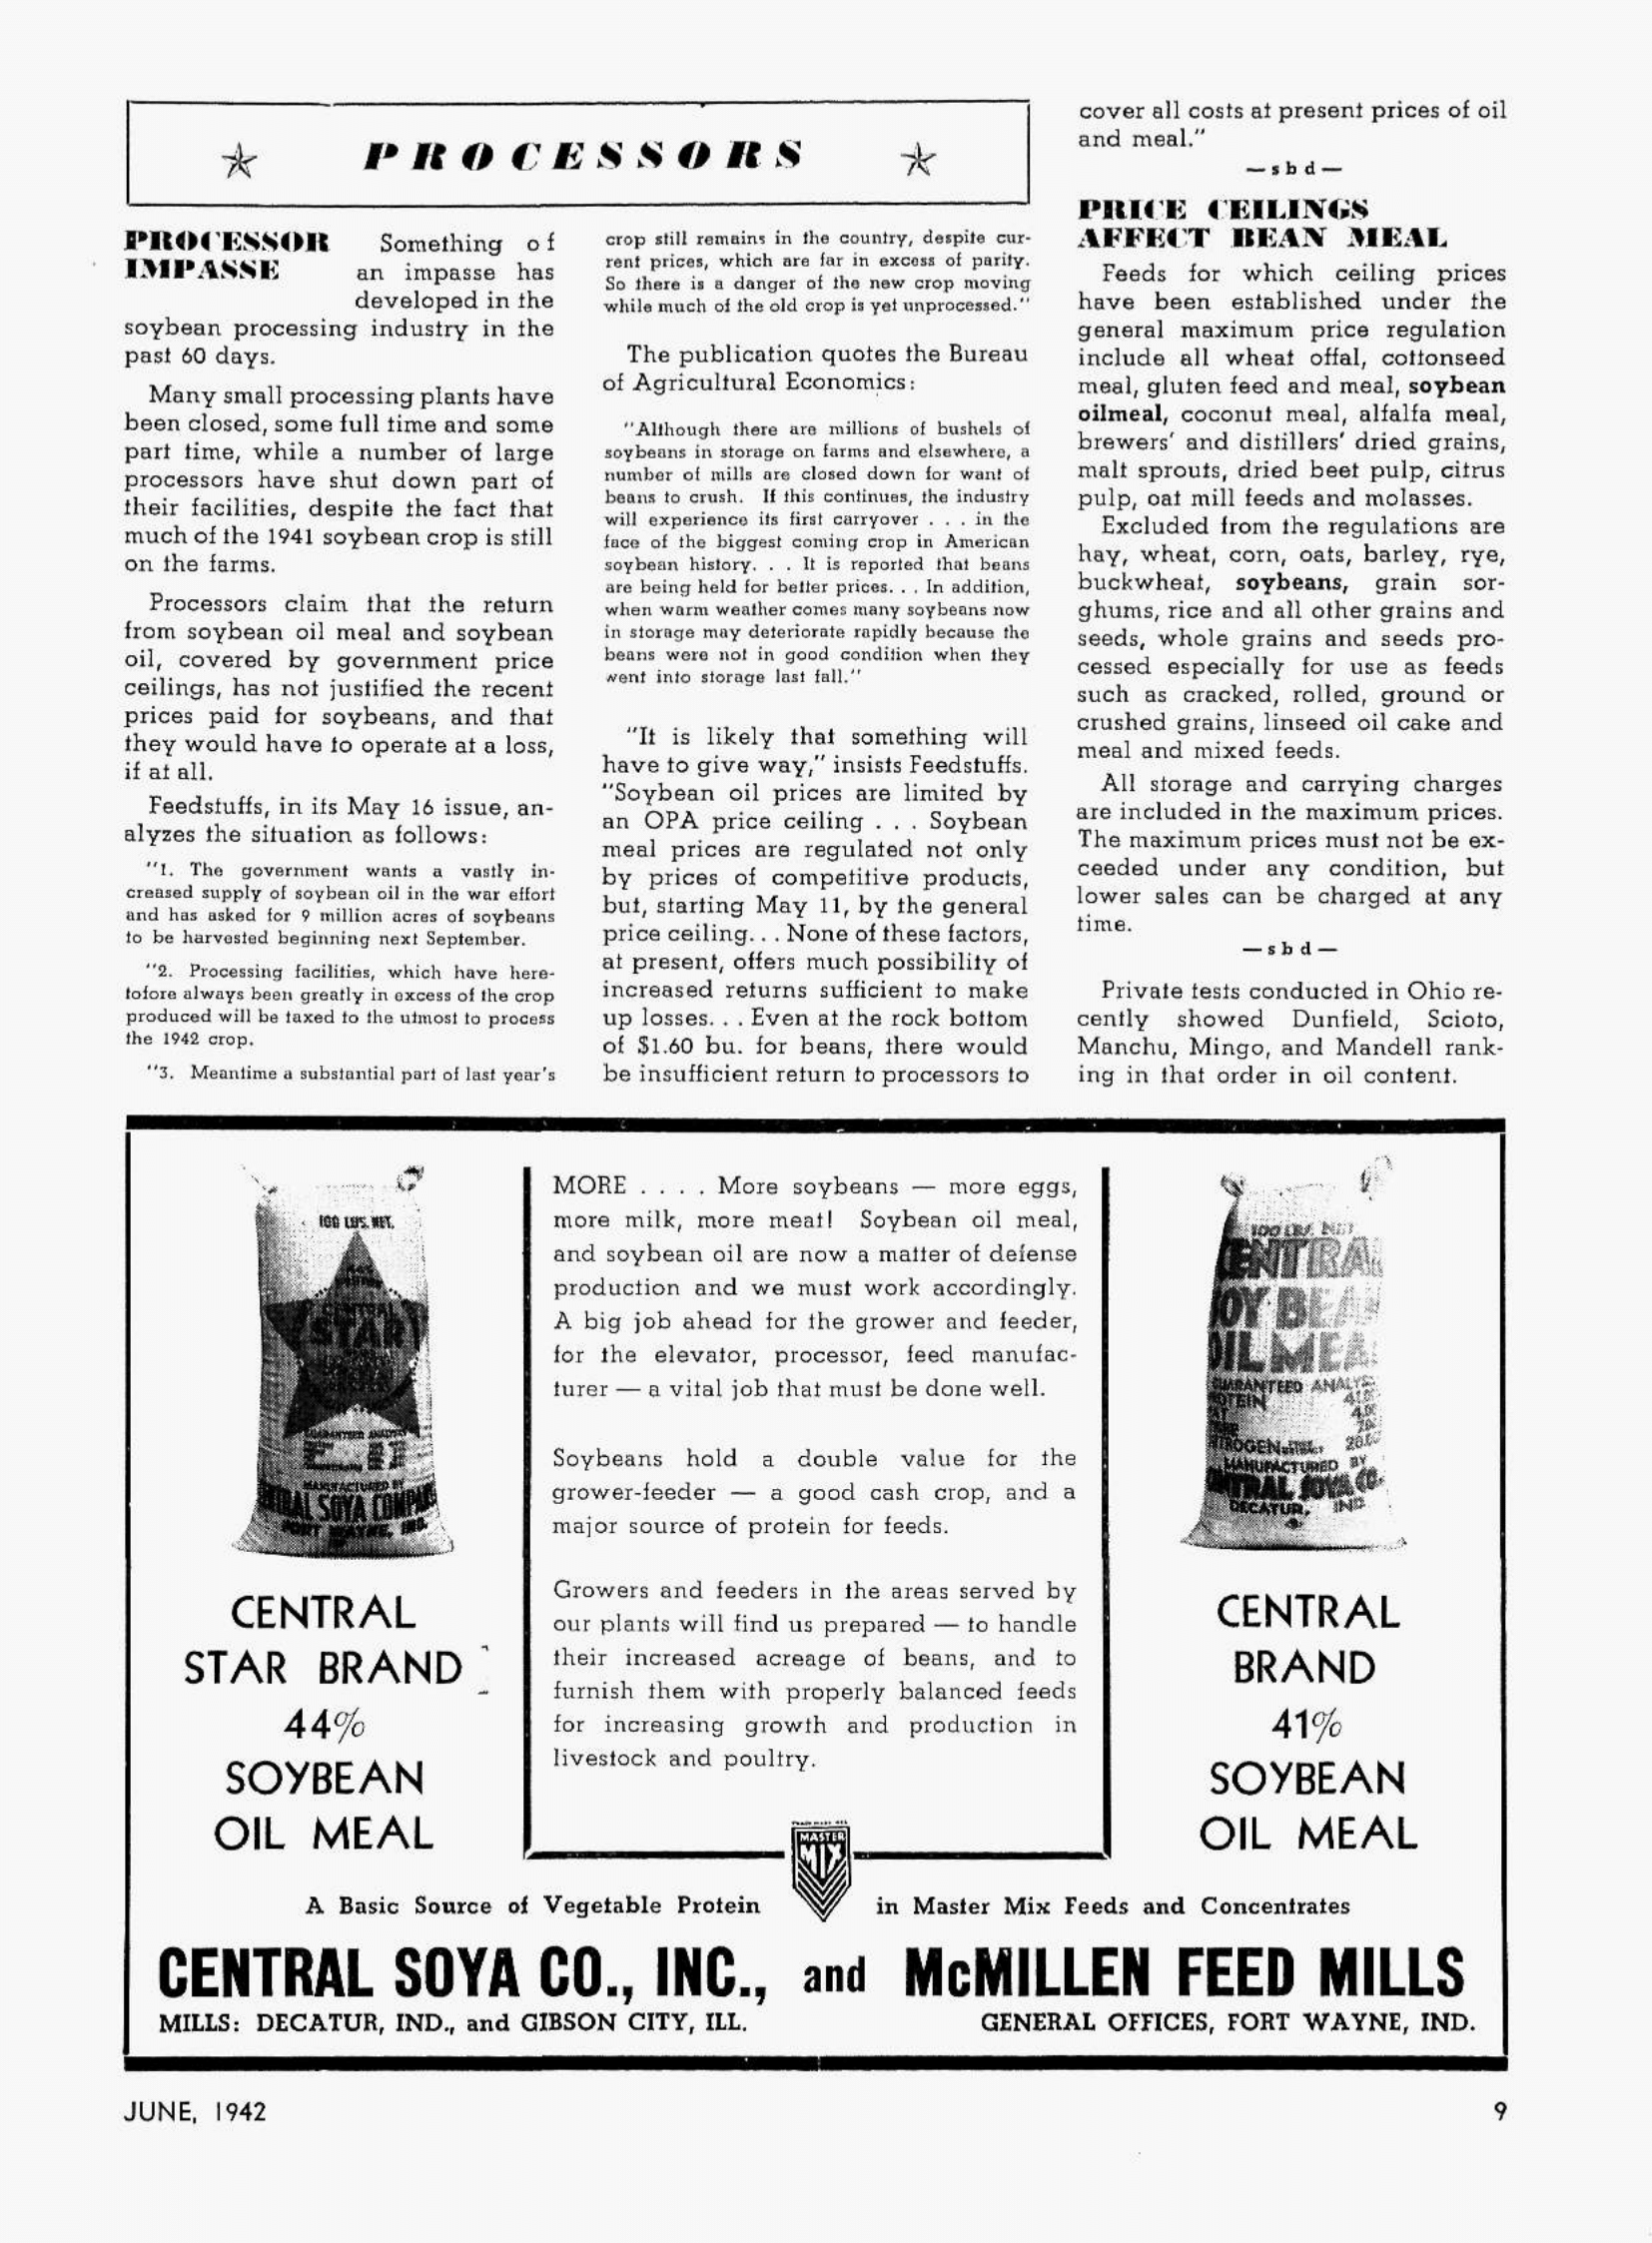 PROCESSORS
PROCESSOR
IMPASSE
Something of
an impasse has
developed in the
soybean processing industry in the
past 60 days.
Many small processing plants have
been closed, some full time and some
part time, while a number of large
processors have shut down part of
their facilities, despite the fact that
much of the 1941 soybean crop is still
on the farms.
Processors claim that the return
from soybean oil meal and soybean
oil, covered by government price
ceilings, has not justified the recent
prices paid for soybeans, and that
they would have to operate at a loss,
if at all.
Feedstuffs, in its May 16 issue, an-
alyzes the situation as follows:
"1. The government wants a vastly in-
creased supply of soybean oil in the war effort
and has asked for 9 million acres of soybeans
to be harvested beginning next September.
"2. Processing facilities, which have here-
tofore always been greatly in excess of the crop
produced will be taxed to the utmost to process
the 1942 crop.
"3. Meantime a substantial part of last year's
crop still remains in the country, despite cur-
rent prices, which are far in excess of parity.
So there is a danger of the new crop moving
while much of the old crop is yet unprocessed."
The publication quotes the Bureau
of Agricultural Economics:
"Although there are millions of bushels of
soybeans in storage on farms and elsewhere, a
number of mills are closed down for want of
beans to crush. If this continues, the industry
will experience its first carryover . . . in the
face of the biggest coming crop in American
soybean history. . . It is reported that beans
are being held for better prices. . . In addition,
when warm weather comes many soybeans now
in storage may deteriorate rapidly because the
beans were not in good condition when they
went into storage last fall."
"It is likely that something will
have to give way," insists Feedstuffs.
"Soybean oil prices are limited by
an OPA price ceiling . . . Soybean
meal prices are regulated not only
by prices of competitive products,
but, starting May 11, by the general
price ceiling. . . None of these factors,
at present, offers much possibility of
increased returns sufficient to make
up losses. . . Even at the rock bottom
of $1.60 bu. for beans, there would
be insufficient return to processors to
cover all costs at present prices of oil
and meal."
—sbd—
PRICE CEILINGS
AFFECT BEAN MEAL
Feeds for which ceiling prices
have been established under the
general maximum price regulation
include all wheat offal, cottonseed
meal, gluten feed and meal, soybean
oilmeal, coconut meal, alfalfa meal,
brewers' and distillers' dried grains,
malt sprouts, dried beet pulp, citrus
pulp, oat mill feeds and molasses.
Excluded from the regulations are
hay, wheat, corn, oats, barley, rye,
buckwheat, soybeans, grain sor-
ghums, rice and all other grains and
seeds, whole grains and seeds pro-
cessed especially for use as feeds
such as cracked, rolled, ground or
crushed grains, linseed oil cake and
meal and mixed feeds.
All storage and carrying charges
are included in the maximum prices.
The maximum prices must not be ex-
ceeded under any condition, but
lower sales can be charged at any
time.
—sbd—
Private tests conducted in Ohio re-
cently showed Dunfield, Scioto,
Manchu, Mingo, and Mandell rank-
ing in that order in oil content.
100 LBS. NET.
CENTRAL
STAR
GUARANTEED ANALYSIS
MANUFACTURED BY
SOYA
FORT WAYNE, IND.
CENTRAL
STAR BRAND
44%
SOYBEAN
OIL MEAL
MORE . . . . More soybeans — more eggs,
more milk, more meat! Soybean oil meal,
and soybean oil are now a matter of defense
production and we must work accordingly.
A big job ahead for the grower and feeder,
for the elevator, processor, feed manufac-
turer — a vital job that must be done well.
Soybeans hold a double value for the
grower-feeder — a good cash crop, and a
major source of protein for feeds.
Growers and feeders in the areas served by
our plants will find us prepared — to handle
their increased acreage of beans, and to
furnish them with properly balanced feeds
for increasing growth and production in
livestock and poultry.
100 LBS. NET
ENTRA
OY BEA
OIL MEA
GUARANTEED ANALYS
MANUFACTURED BY
SOYA CO.
DECATUR, IND.
CENTRAL
BRAND
41%
SOYBEAN
OIL MEAL
MASTER
MIX
A Basic Source of Vegetable Protein in Master Mix Feeds and Concentrates
CENTRAL SOYA CO., INC., and McMILLEN FEED MILLS
MILLS: DECATUR, IND., and GIBSON CITY, ILL. GENERAL OFFICES, FORT WAYNE, IND.
JUNE, 1942 9